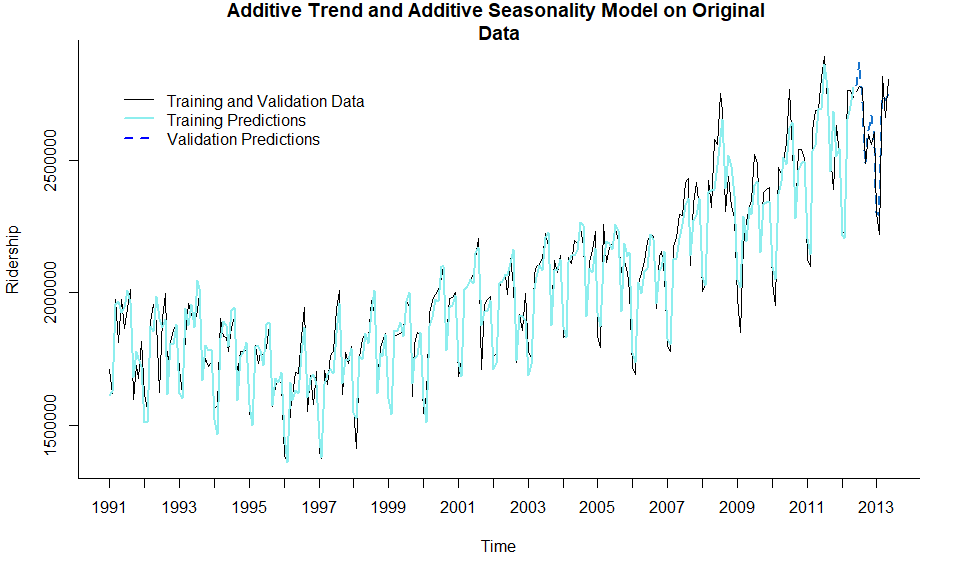 Additive Trend and Additive Seasonality Model on Original
Data
Training and Validation Data
Training Predictions
Validation Predictions
Ridership
2500000
2000000
1500000
1991 1993 1995 1997 1999 2001 2003 2005 2007 2009 2011 2013
Time